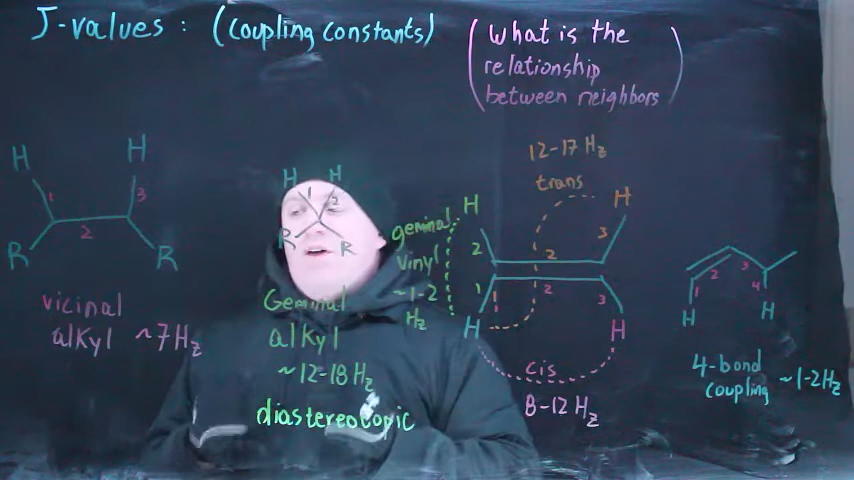 J-values : (coupling constants)
(What is the
relationship
between neighbors)
12-17 Hz
trans
H H
1 2 3
R R
vicinal
alkyl ~7Hz
H H
1 2
R R
Geminal
alkyl
~12-18 Hz
diastereotopic
geminal
vinyl
~1-2
Hz
H H
2 2 3
1 2 3
H H
cis
8-12 Hz
1 2 3 4
H H
4-bond
coupling ~1-2Hz